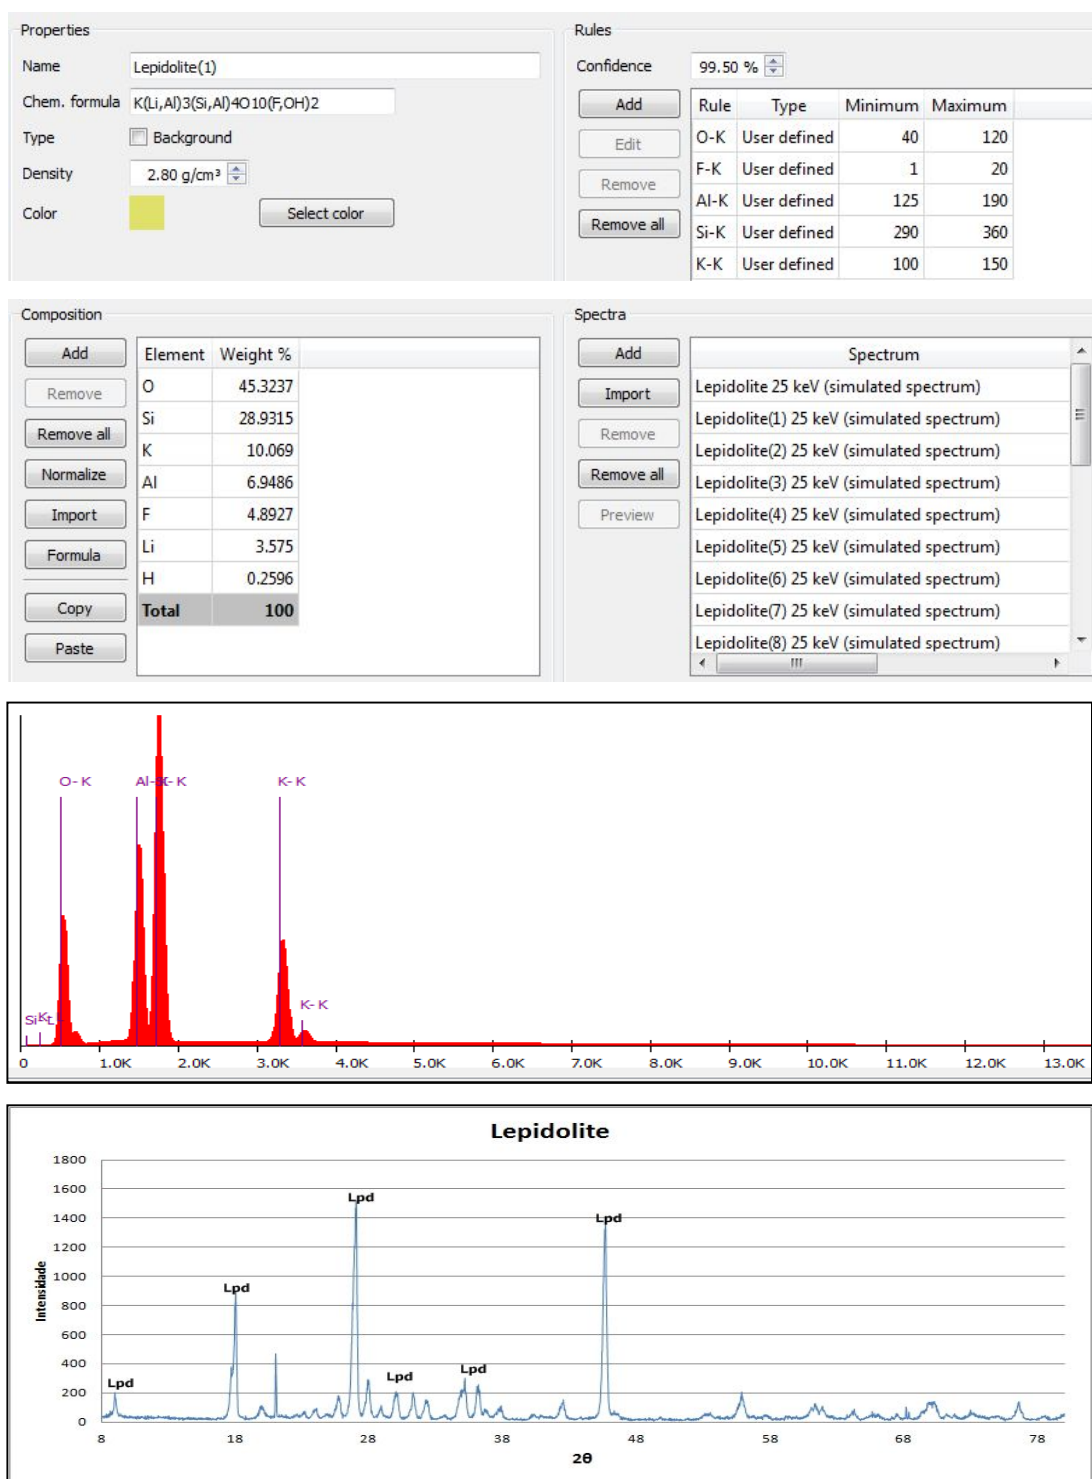 Properties
Name Lepidolite(1)
Chem. formula K(Li,Al)3(Si,Al)4O10(F,OH)2
Type Background
Density 2.80 g/cm³
Color Select color
Rules
Confidence 99.50 %
Add
Edit
Remove
Remove all
Rule Type Minimum Maximum
O-K User defined 40 120
F-K User defined 1 20
Al-K User defined 125 190
Si-K User defined 290 360
K-K User defined 100 150
Composition
Add
Remove
Remove all
Normalize
Import
Formula
Copy
Paste
Element Weight %
O 45.3237
Si 28.9315
K 10.069
Al 6.9486
F 4.8927
Li 3.575
H 0.2596
Total 100
Spectra
Add
Import
Remove
Remove all
Preview
Spectrum
Lepidolite 25 keV (simulated spectrum)
Lepidolite(1) 25 keV (simulated spectrum)
Lepidolite(2) 25 keV (simulated spectrum)
Lepidolite(3) 25 keV (simulated spectrum)
Lepidolite(4) 25 keV (simulated spectrum)
Lepidolite(5) 25 keV (simulated spectrum)
Lepidolite(6) 25 keV (simulated spectrum)
Lepidolite(7) 25 keV (simulated spectrum)
Lepidolite(8) 25 keV (simulated spectrum)
O-K Al-K K-K
K-K
0 1.0K 2.0K 3.0K 4.0K 5.0K 6.0K 7.0K 8.0K 9.0K 10.0K 11.0K 12.0K 13.0K
Lepidolite
Intensidade
1800
1600
1400
1200
1000
800
600
400
200
0
Lpd
Lpd
Lpd
Lpd
Lpd
Lpd
8 18 28 38 48 58 68 78
2θ